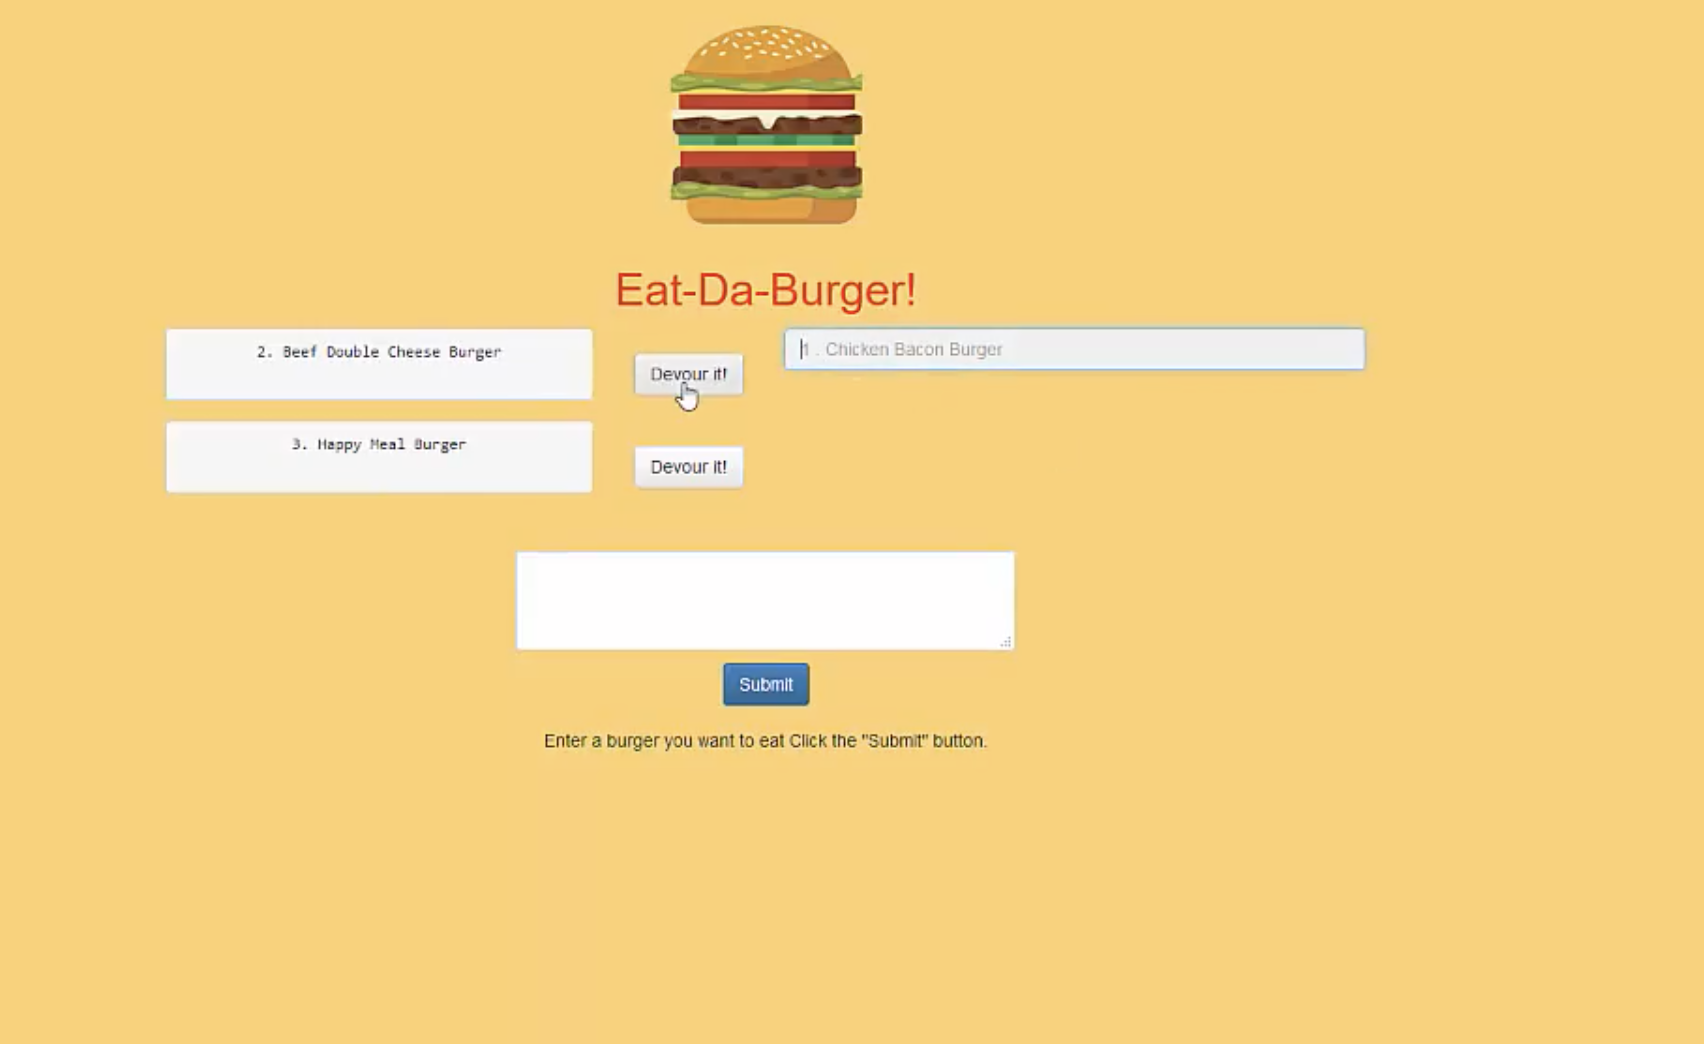 Eat-Da-Burger!
2. Beef Double Cheese Burger
Devour it!
1 . Chicken Bacon Burger
3. Happy Meal Burger
Devour it!
Submit
Enter a burger you want to eat Click the "Submit" button.